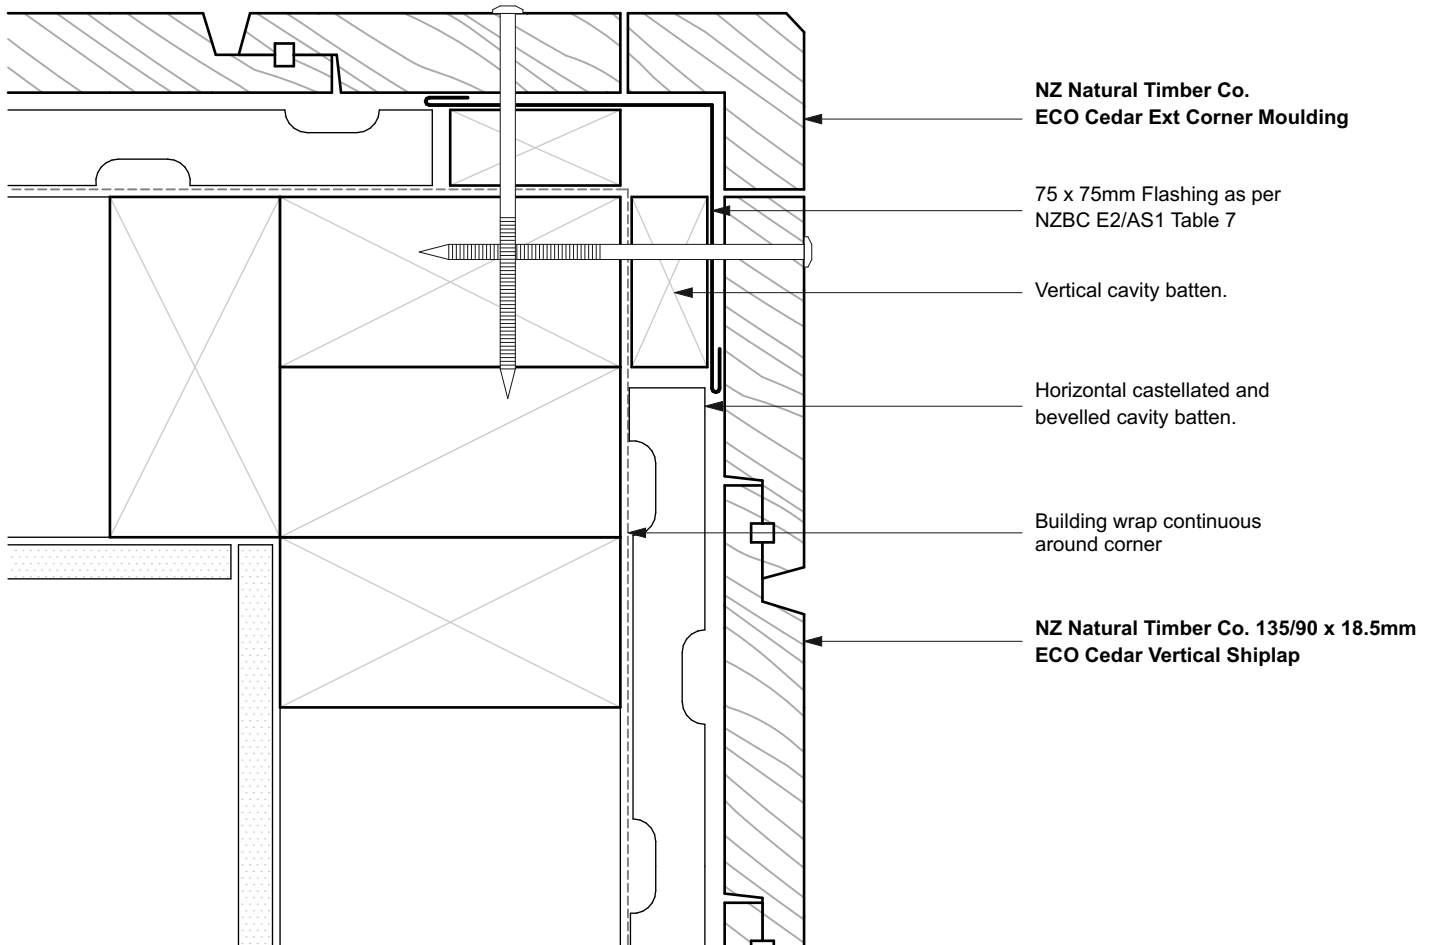 NZ Natural Timber Co.
ECO Cedar Ext Corner Moulding
75 x 75mm Flashing as per
NZBC E2/AS1 Table 7
Vertical cavity batten.
Horizontal castellated and
bevelled cavity batten.
Building wrap continuous
around corner
NZ Natural Timber Co. 135/90 x 18.5mm
ECO Cedar Vertical Shiplap